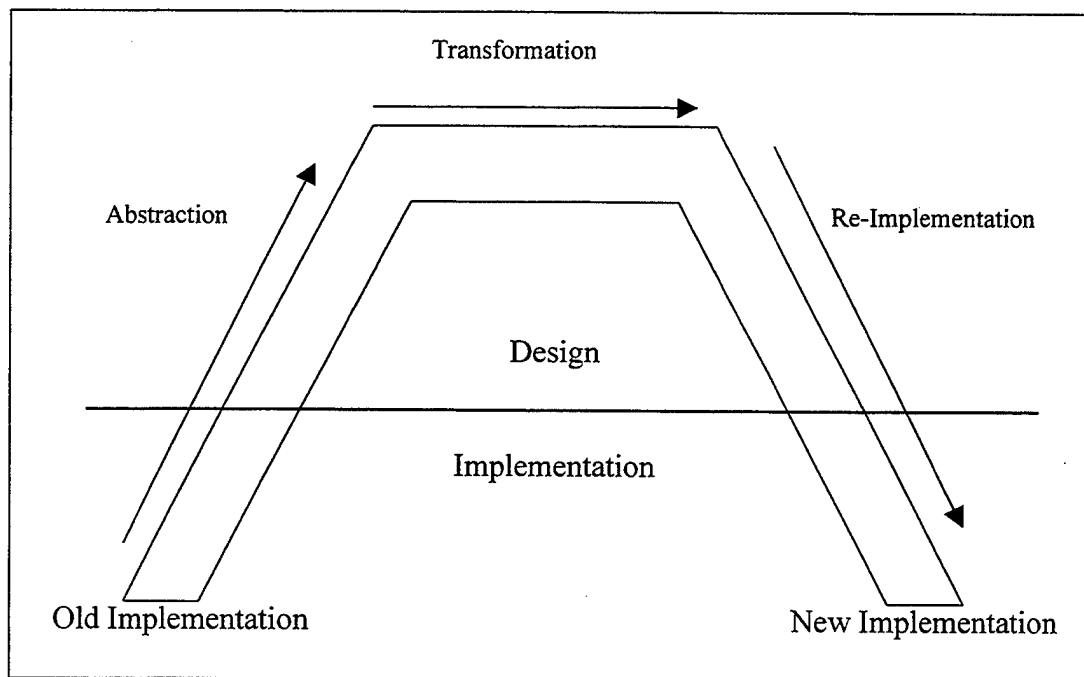 Transformation
Abstraction
Re-Implementation
Design
Implementation
Old Implementation
New Implementation